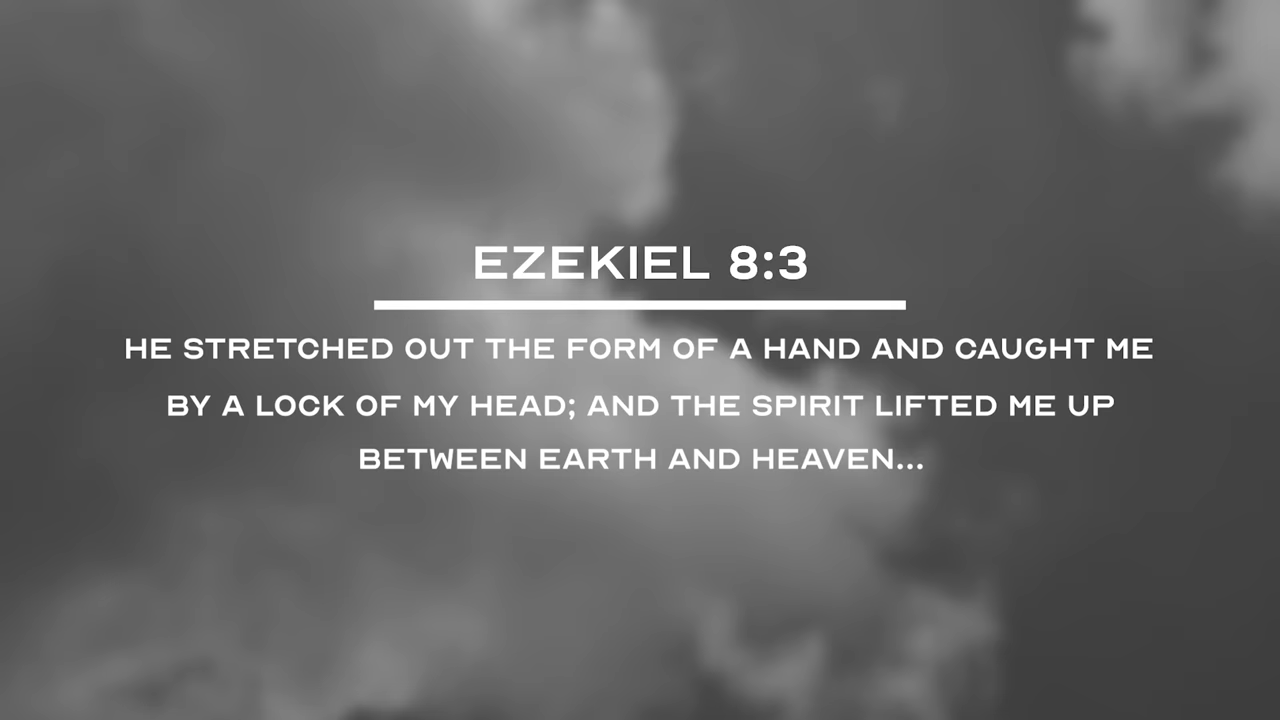 EZEKIEL 8:3
HE STRETCHED OUT THE FORM OF A HAND AND CAUGHT ME
BY A LOCK OF MY HEAD; AND THE SPIRIT LIFTED ME UP
BETWEEN EARTH AND HEAVEN...